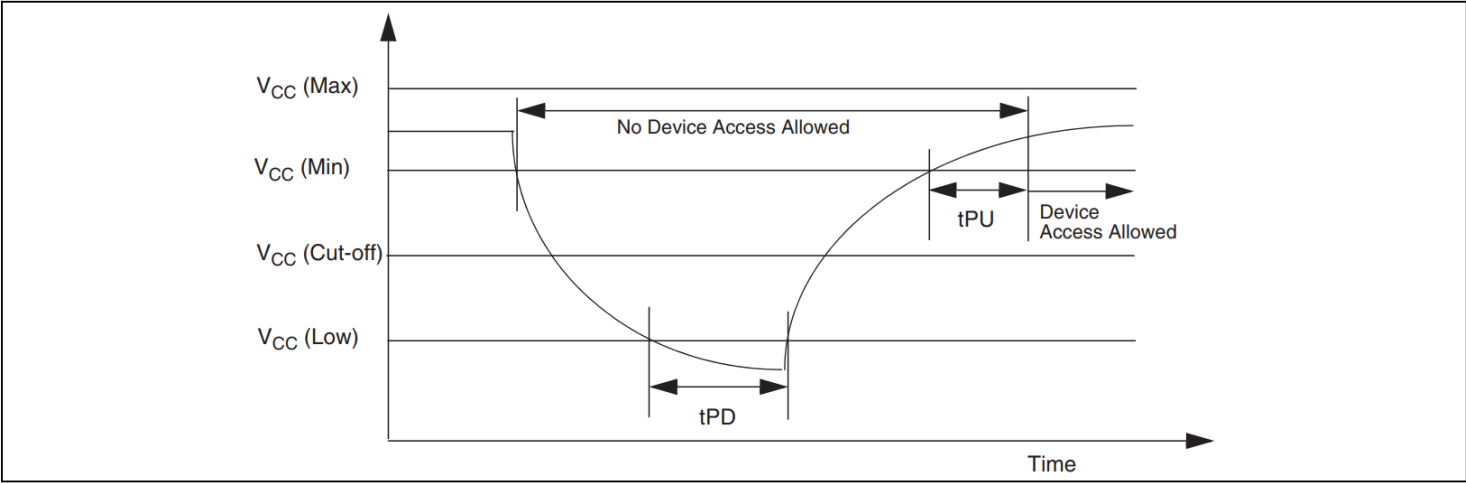 VCC (Max)
No Device Access Allowed
VCC (Min)
tPU
Device
Access Allowed
VCC (Cut-off)
VCC (Low)
tPD
Time